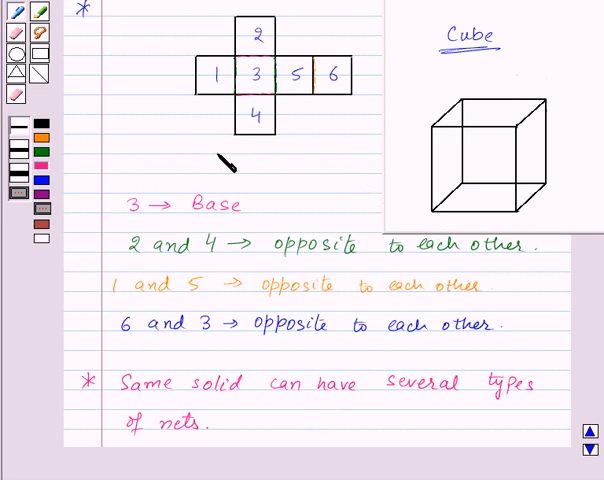 *
2
1 3 5 6
4
Cube
3 → Base
2 and 4 → opposite to each other.
1 and 5 → opposite to each other.
6 and 3 → opposite to each other.
* Same solid can have several types
of nets.